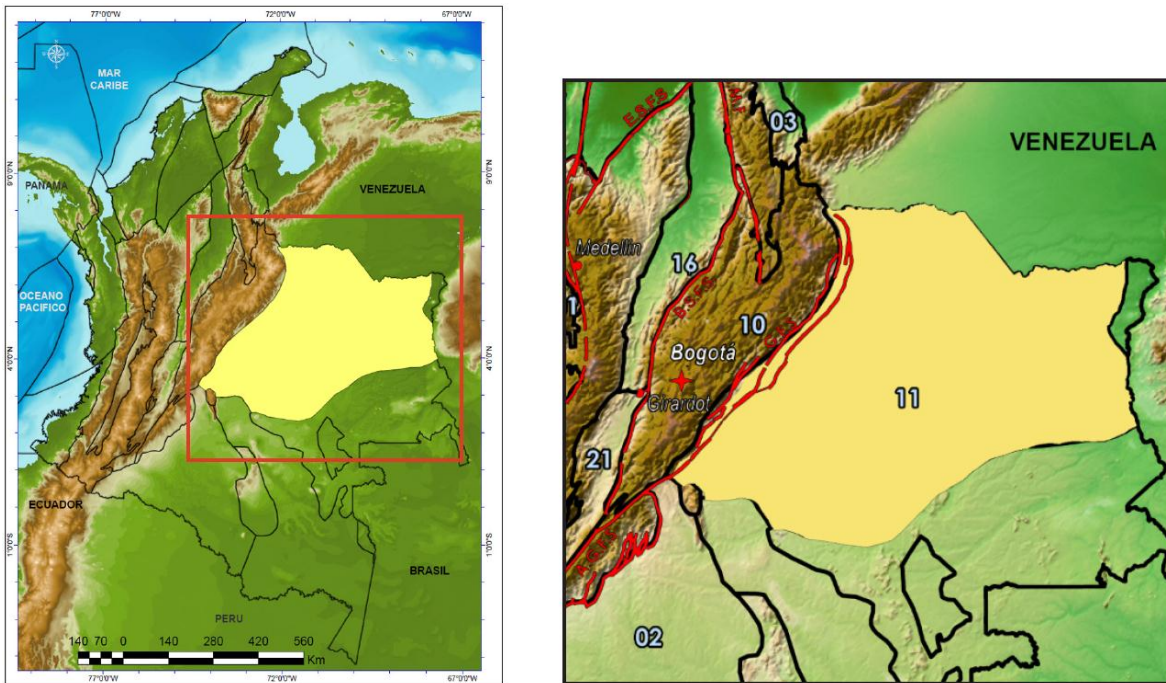 77°0'0"W
72°0'0"W
67°0'0"W
MAR
CARIBE
9°0'0"N
9°0'0"N
PANAMA
VENEZUELA
OCEANO
PACIFICO
4°0'0"N
4°0'0"N
ECUADOR
1°0'0"S
1°0'0"S
BRASIL
PERU
140 70 0 140 280 420 560
Km
77°0'0"W
72°0'0"W
67°0'0"W
E.S.F.S
03
VENEZUELA
Medellin
16
B.S.F.S
1
10
Bogotá
11
Girardot
21
02